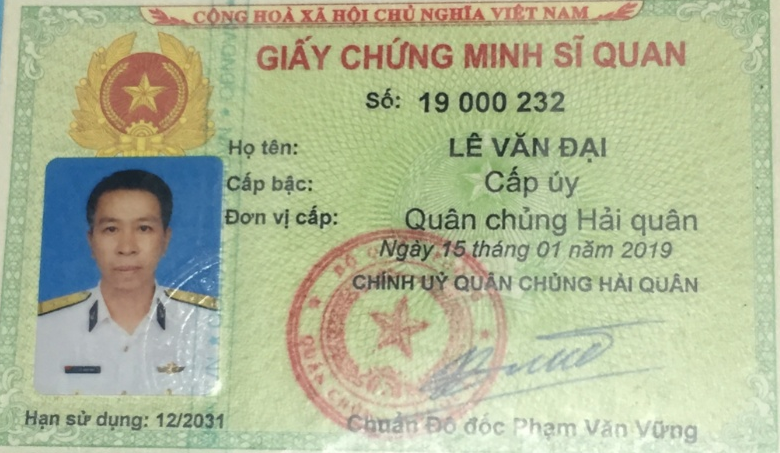 CỘNG HOÀ XÃ HỘI CHỦ NGHĨA VIỆT NAM
GIẤY CHỨNG MINH SĨ QUAN
Số: 19 000 232
Họ tên: LÊ VĂN ĐẠI
Cấp bậc: Cấp úy
Đơn vị cấp: Quân chủng Hải quân
Ngày 15 tháng 01 năm 2019
CHÍNH UỶ QUÂN CHỦNG HẢI QUÂN
Hạn sử dụng: 12/2031
Chuẩn Đô đốc Phạm Văn Vững